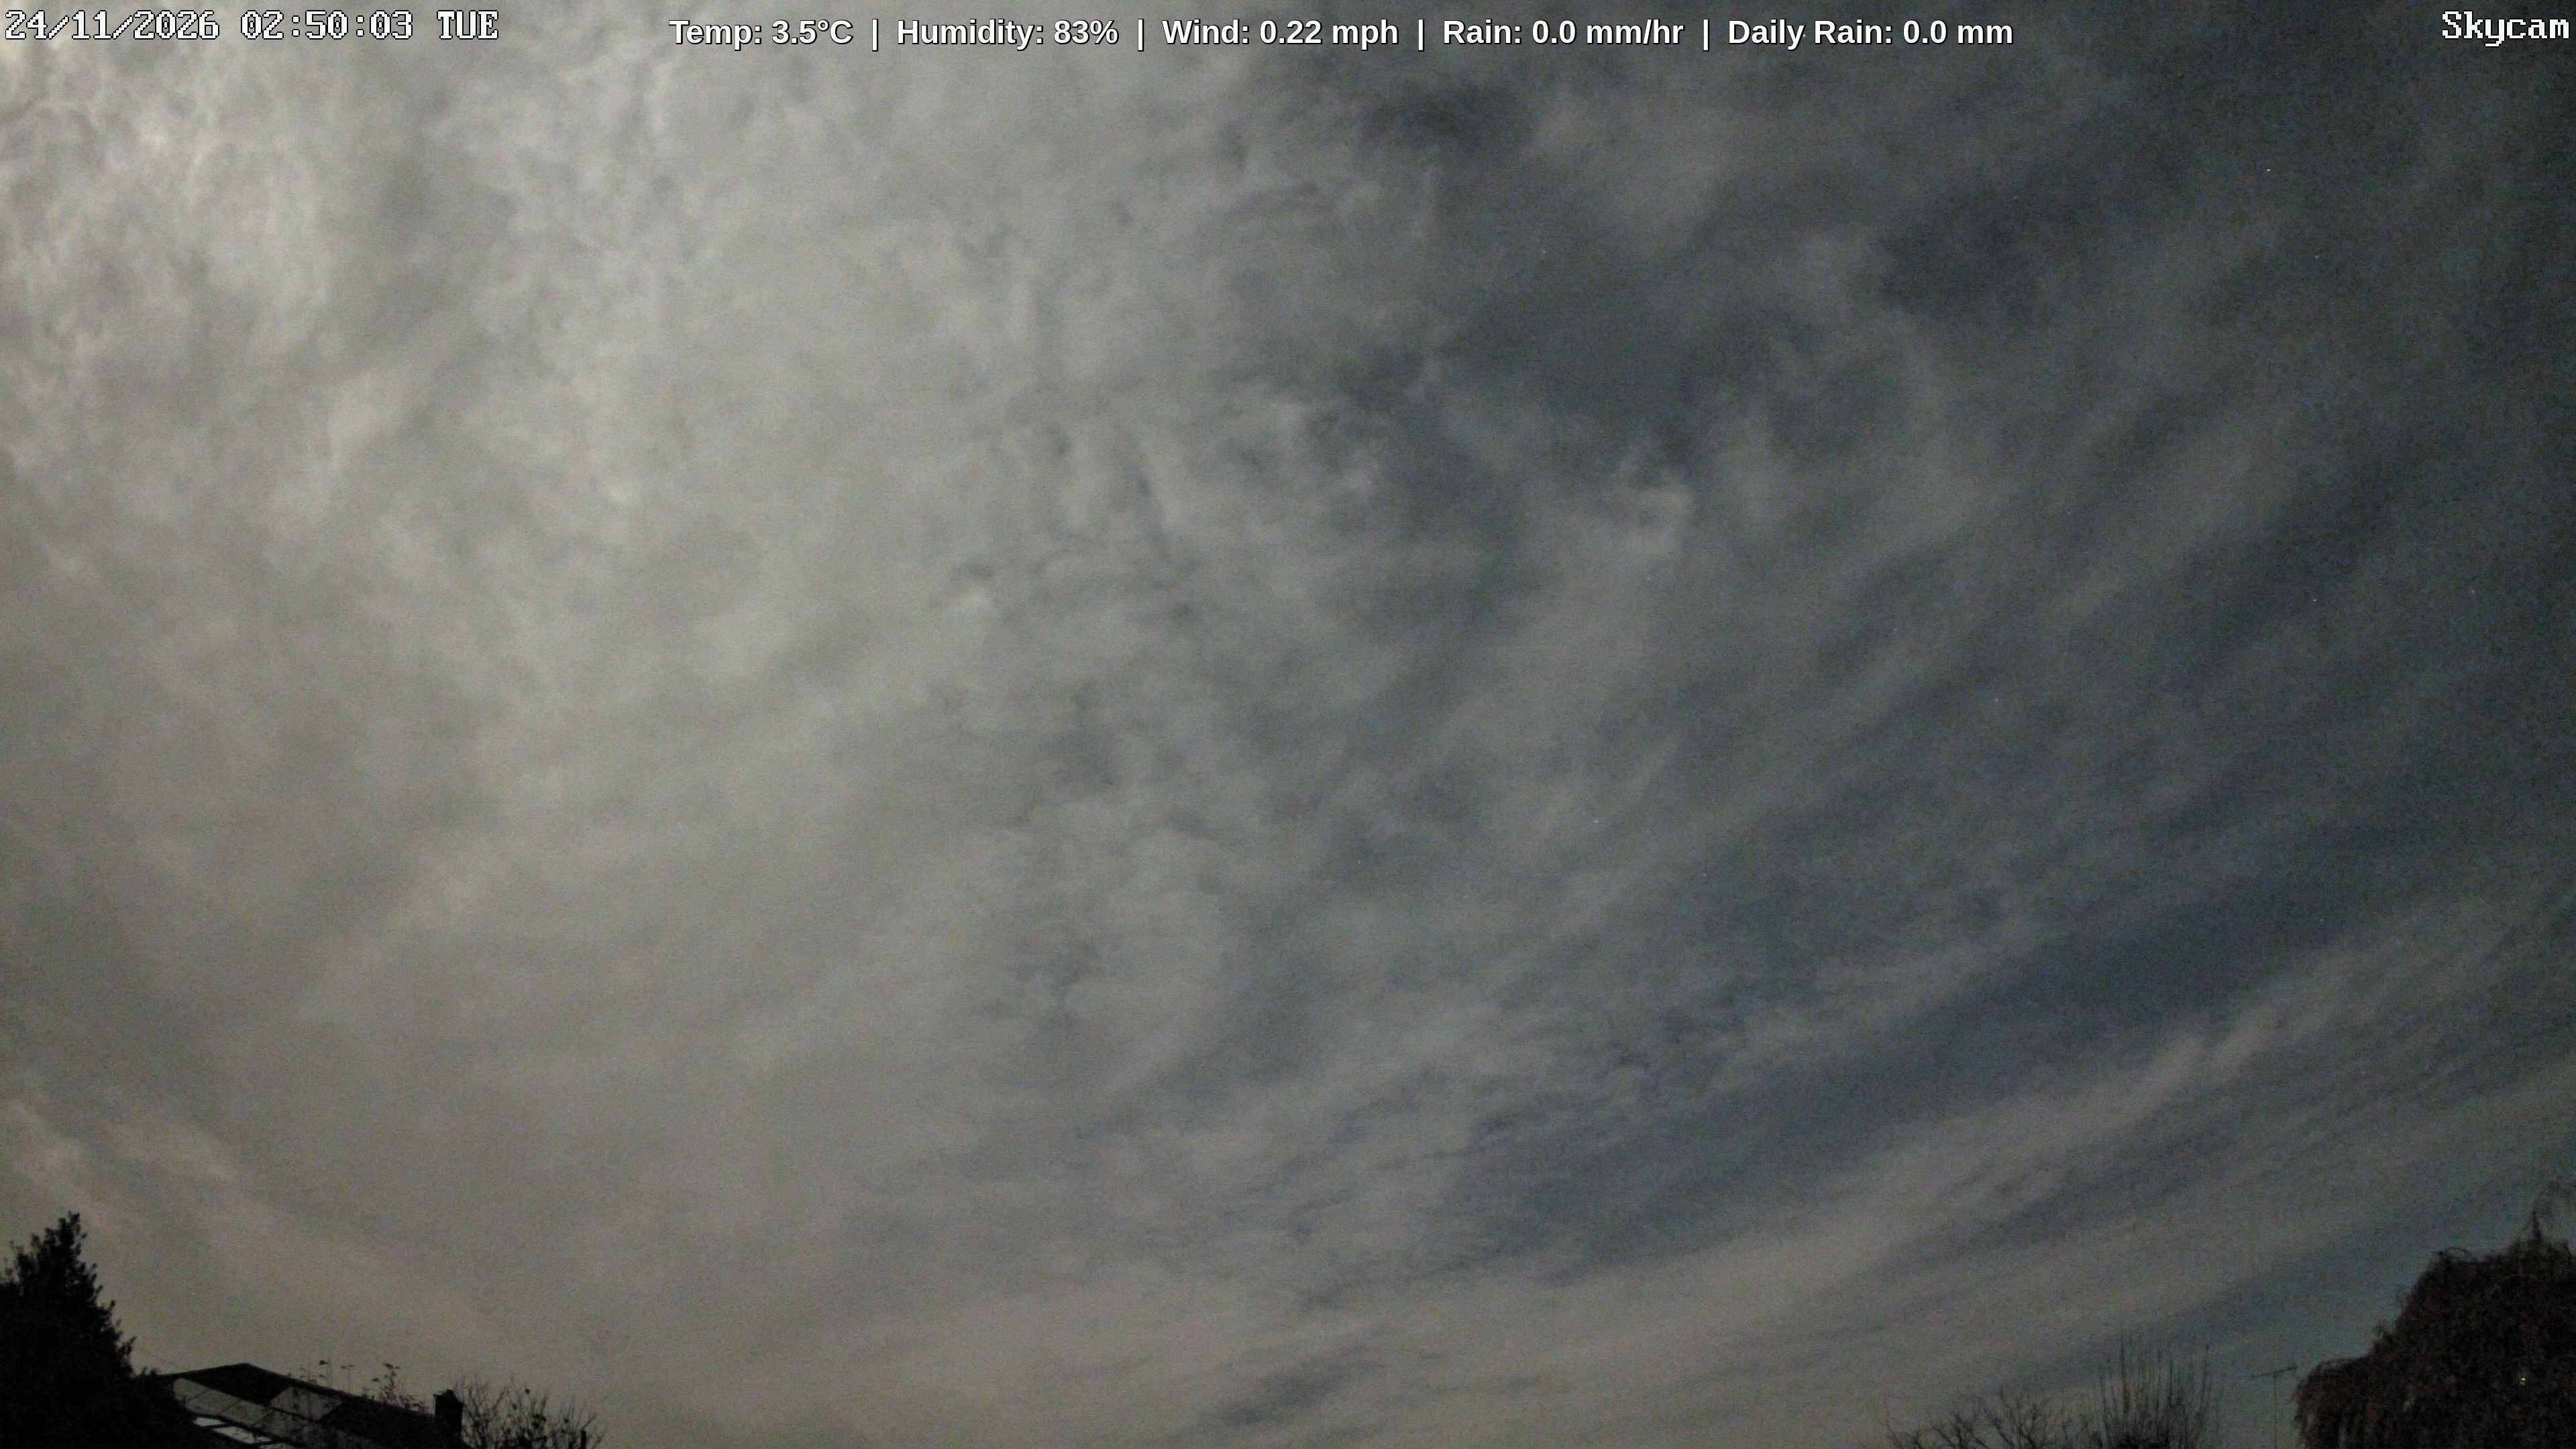 24/11/2026 02:50:03 TUE
Temp: 3.5°C | Humidity: 83% | Wind: 0.22 mph | Rain: 0.0 mm/hr | Daily Rain: 0.0 mm
Skycam